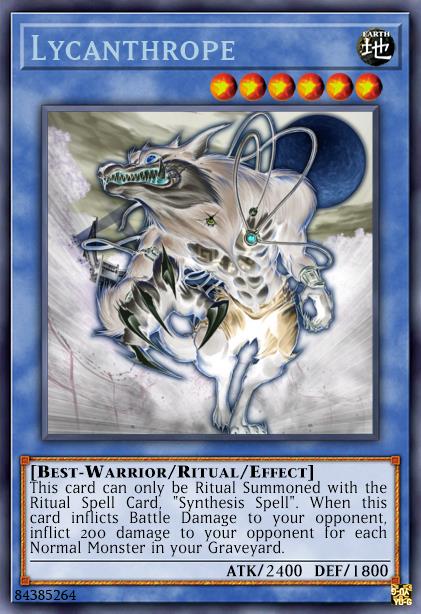 Lycanthrope
EARTH
地
[Best-Warrior/Ritual/Effect]
This card can only be Ritual Summoned with the
Ritual Spell Card, "Synthesis Spell". When this
card inflicts Battle Damage to your opponent,
inflict 200 damage to your opponent for each
Normal Monster in your Graveyard.
ATK/2400 DEF/1800
84385264